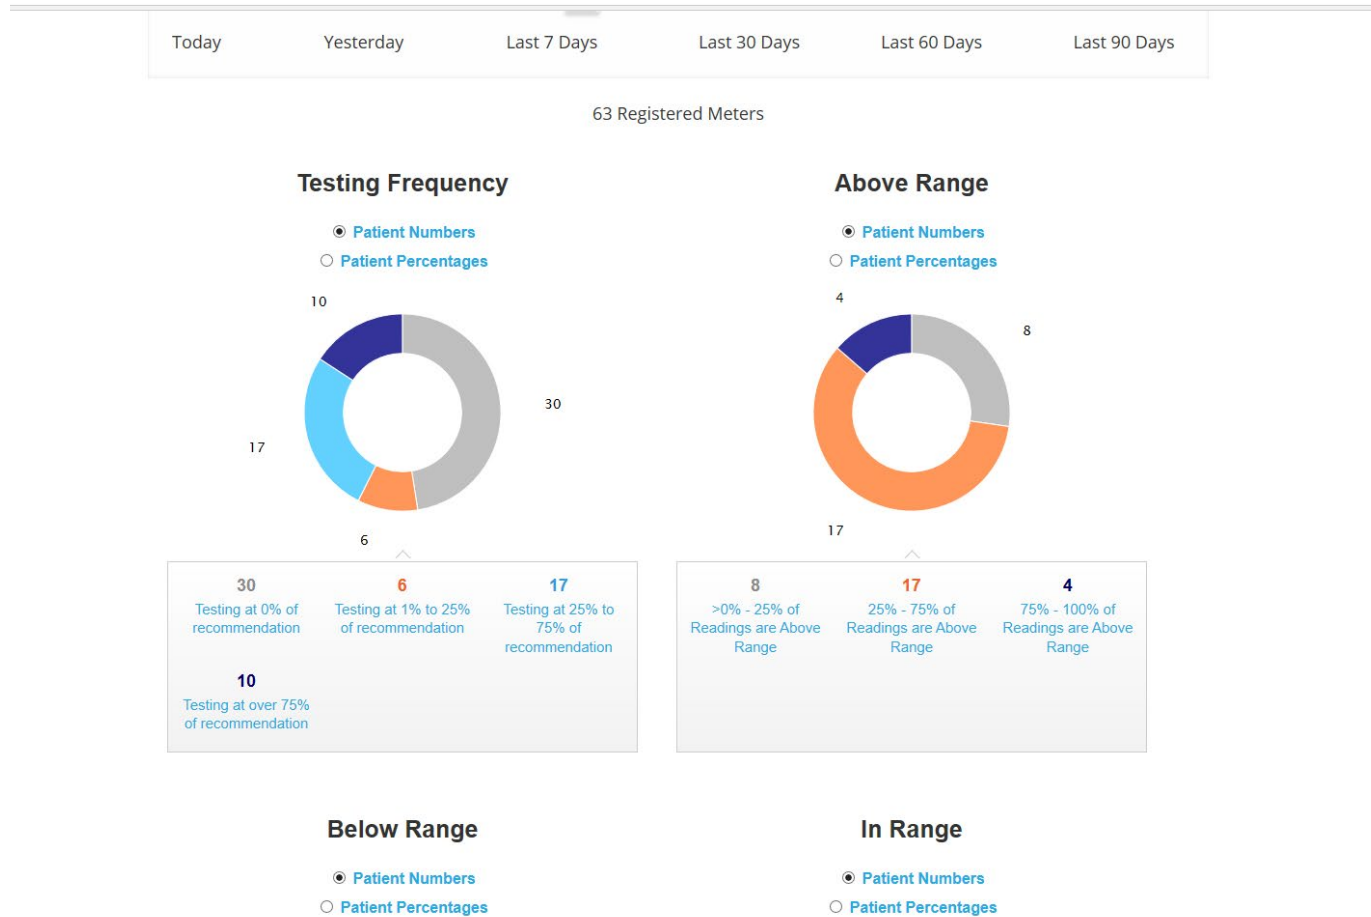 Today Yesterday Last 7 Days Last 30 Days Last 60 Days Last 90 Days
63 Registered Meters
Testing Frequency
Patient Numbers
Patient Percentages
10
30
17
6
30
Testing at 0% of
recommendation
6
Testing at 1% to 25%
of recommendation
17
Testing at 25% to
75% of
recommendation
10
Testing at over 75%
of recommendation
Above Range
Patient Numbers
Patient Percentages
4
8
17
8
>0% - 25% of
Readings are Above
Range
17
25% - 75% of
Readings are Above
Range
4
75% - 100% of
Readings are Above
Range
Below Range
Patient Numbers
Patient Percentages
In Range
Patient Numbers
Patient Percentages